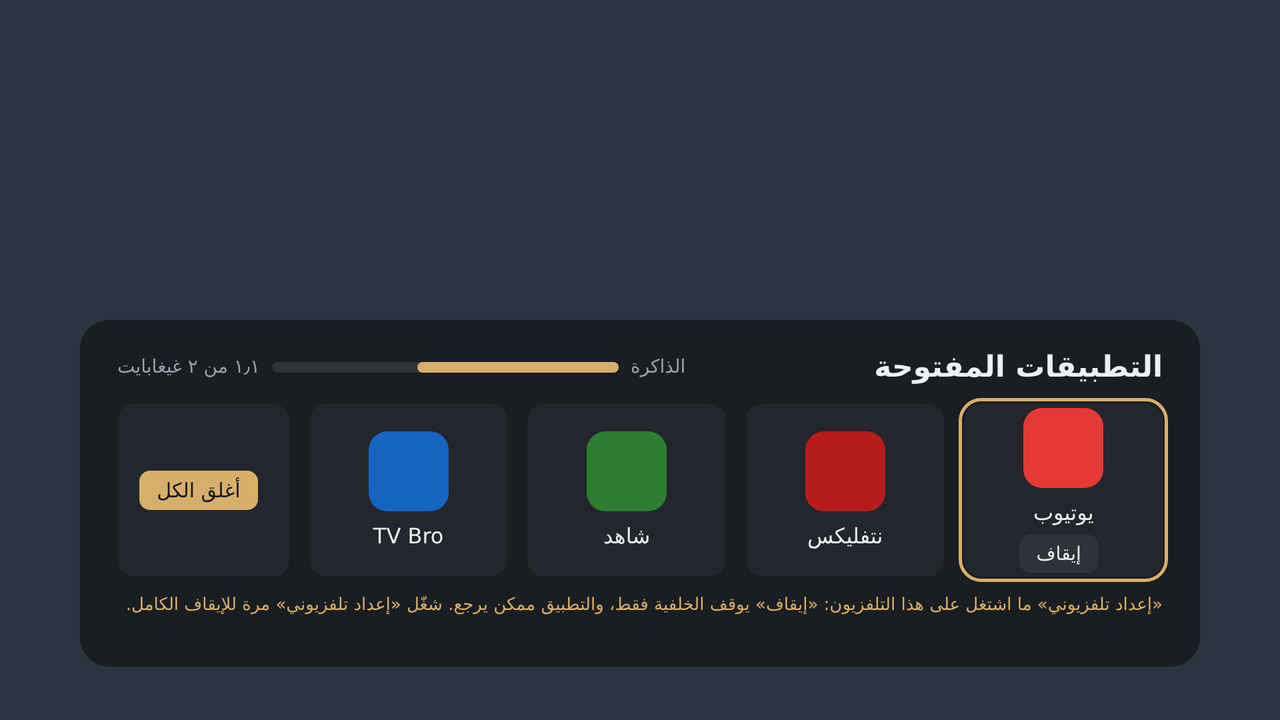 التطبيقات المفتوحة
الذاكرة
١٫١ من ٢ غيغابايت
يوتيوب
إيقاف
نتفليكس
شاهد
TV Bro
أغلق الكل
«إعداد تلفزيوني» ما اشتغل على هذا التلفزيون: «إيقاف» يوقف الخلفية فقط، والتطبيق ممكن يرجع. شغّل «إعداد تلفزيوني» مرة للإيقاف الكامل.